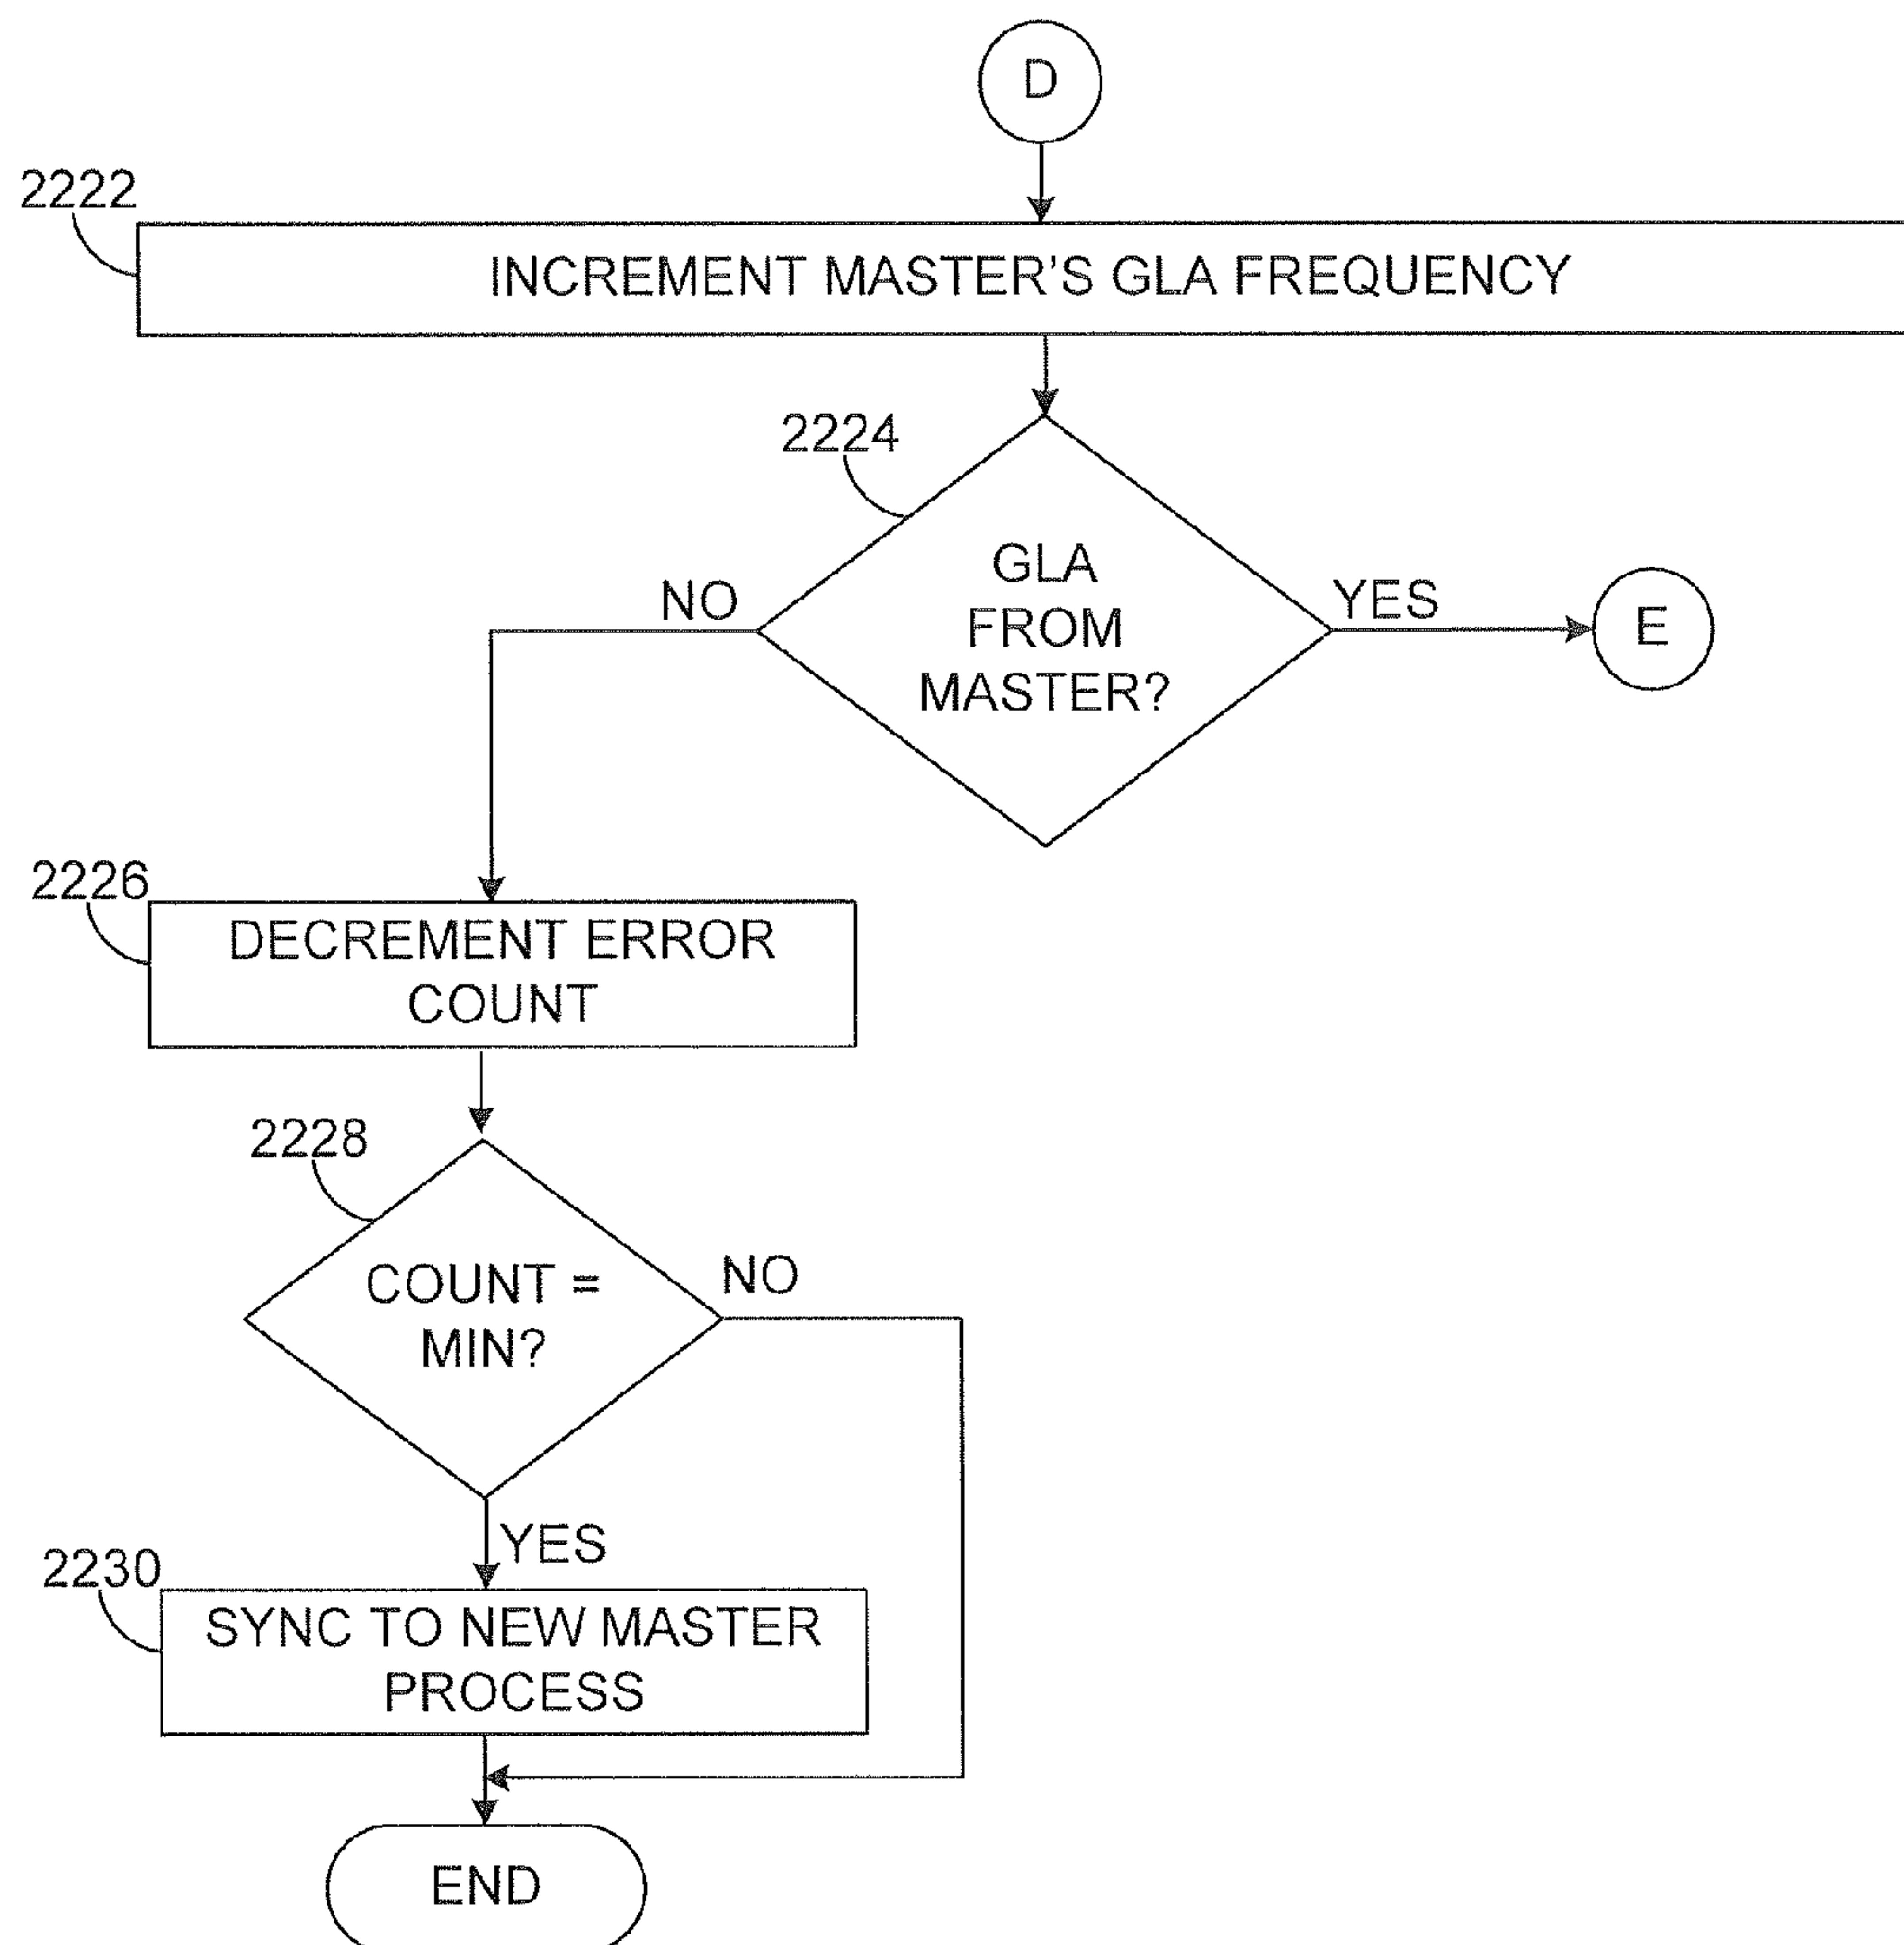 D
2222
INCREMENT MASTER'S GLA FREQUENCY
2224
GLA
FROM
MASTER?
NO
YES
E
2226
DECREMENT ERROR
COUNT
2228
COUNT =
MIN?
NO
YES
2230
SYNC TO NEW MASTER
PROCESS
END